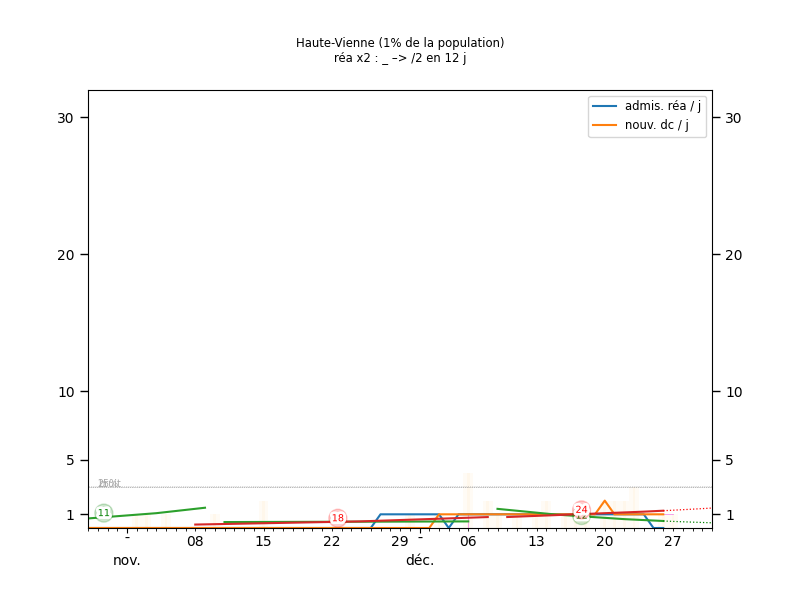 Haute-Vienne (1% de la population)
réa x2 : _ –> /2 en 12 j
admis. réa / j
nouv. dc / j
30 30
20 20
10 10
5 5
1 1
11
18
24
- 08 15 22 29 - 06 13 20 27
nov. déc.